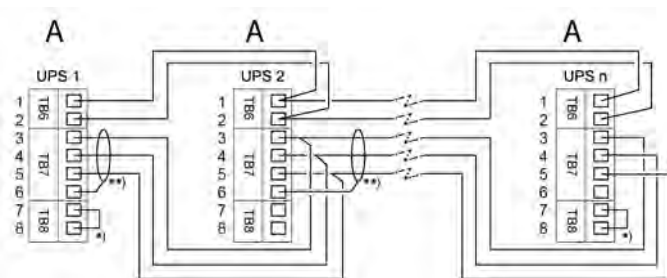 A A A
UPS 1 UPS 2 UPS n
1 TB6 1 TB6 1 TB6
2 2 2
3 TB7 3 TB7 3 TB7
4 4 4
5 5 5
6 **) 6 **) 6
7 TB8 7 TB8 7 TB8
8 *) 8 8 *)